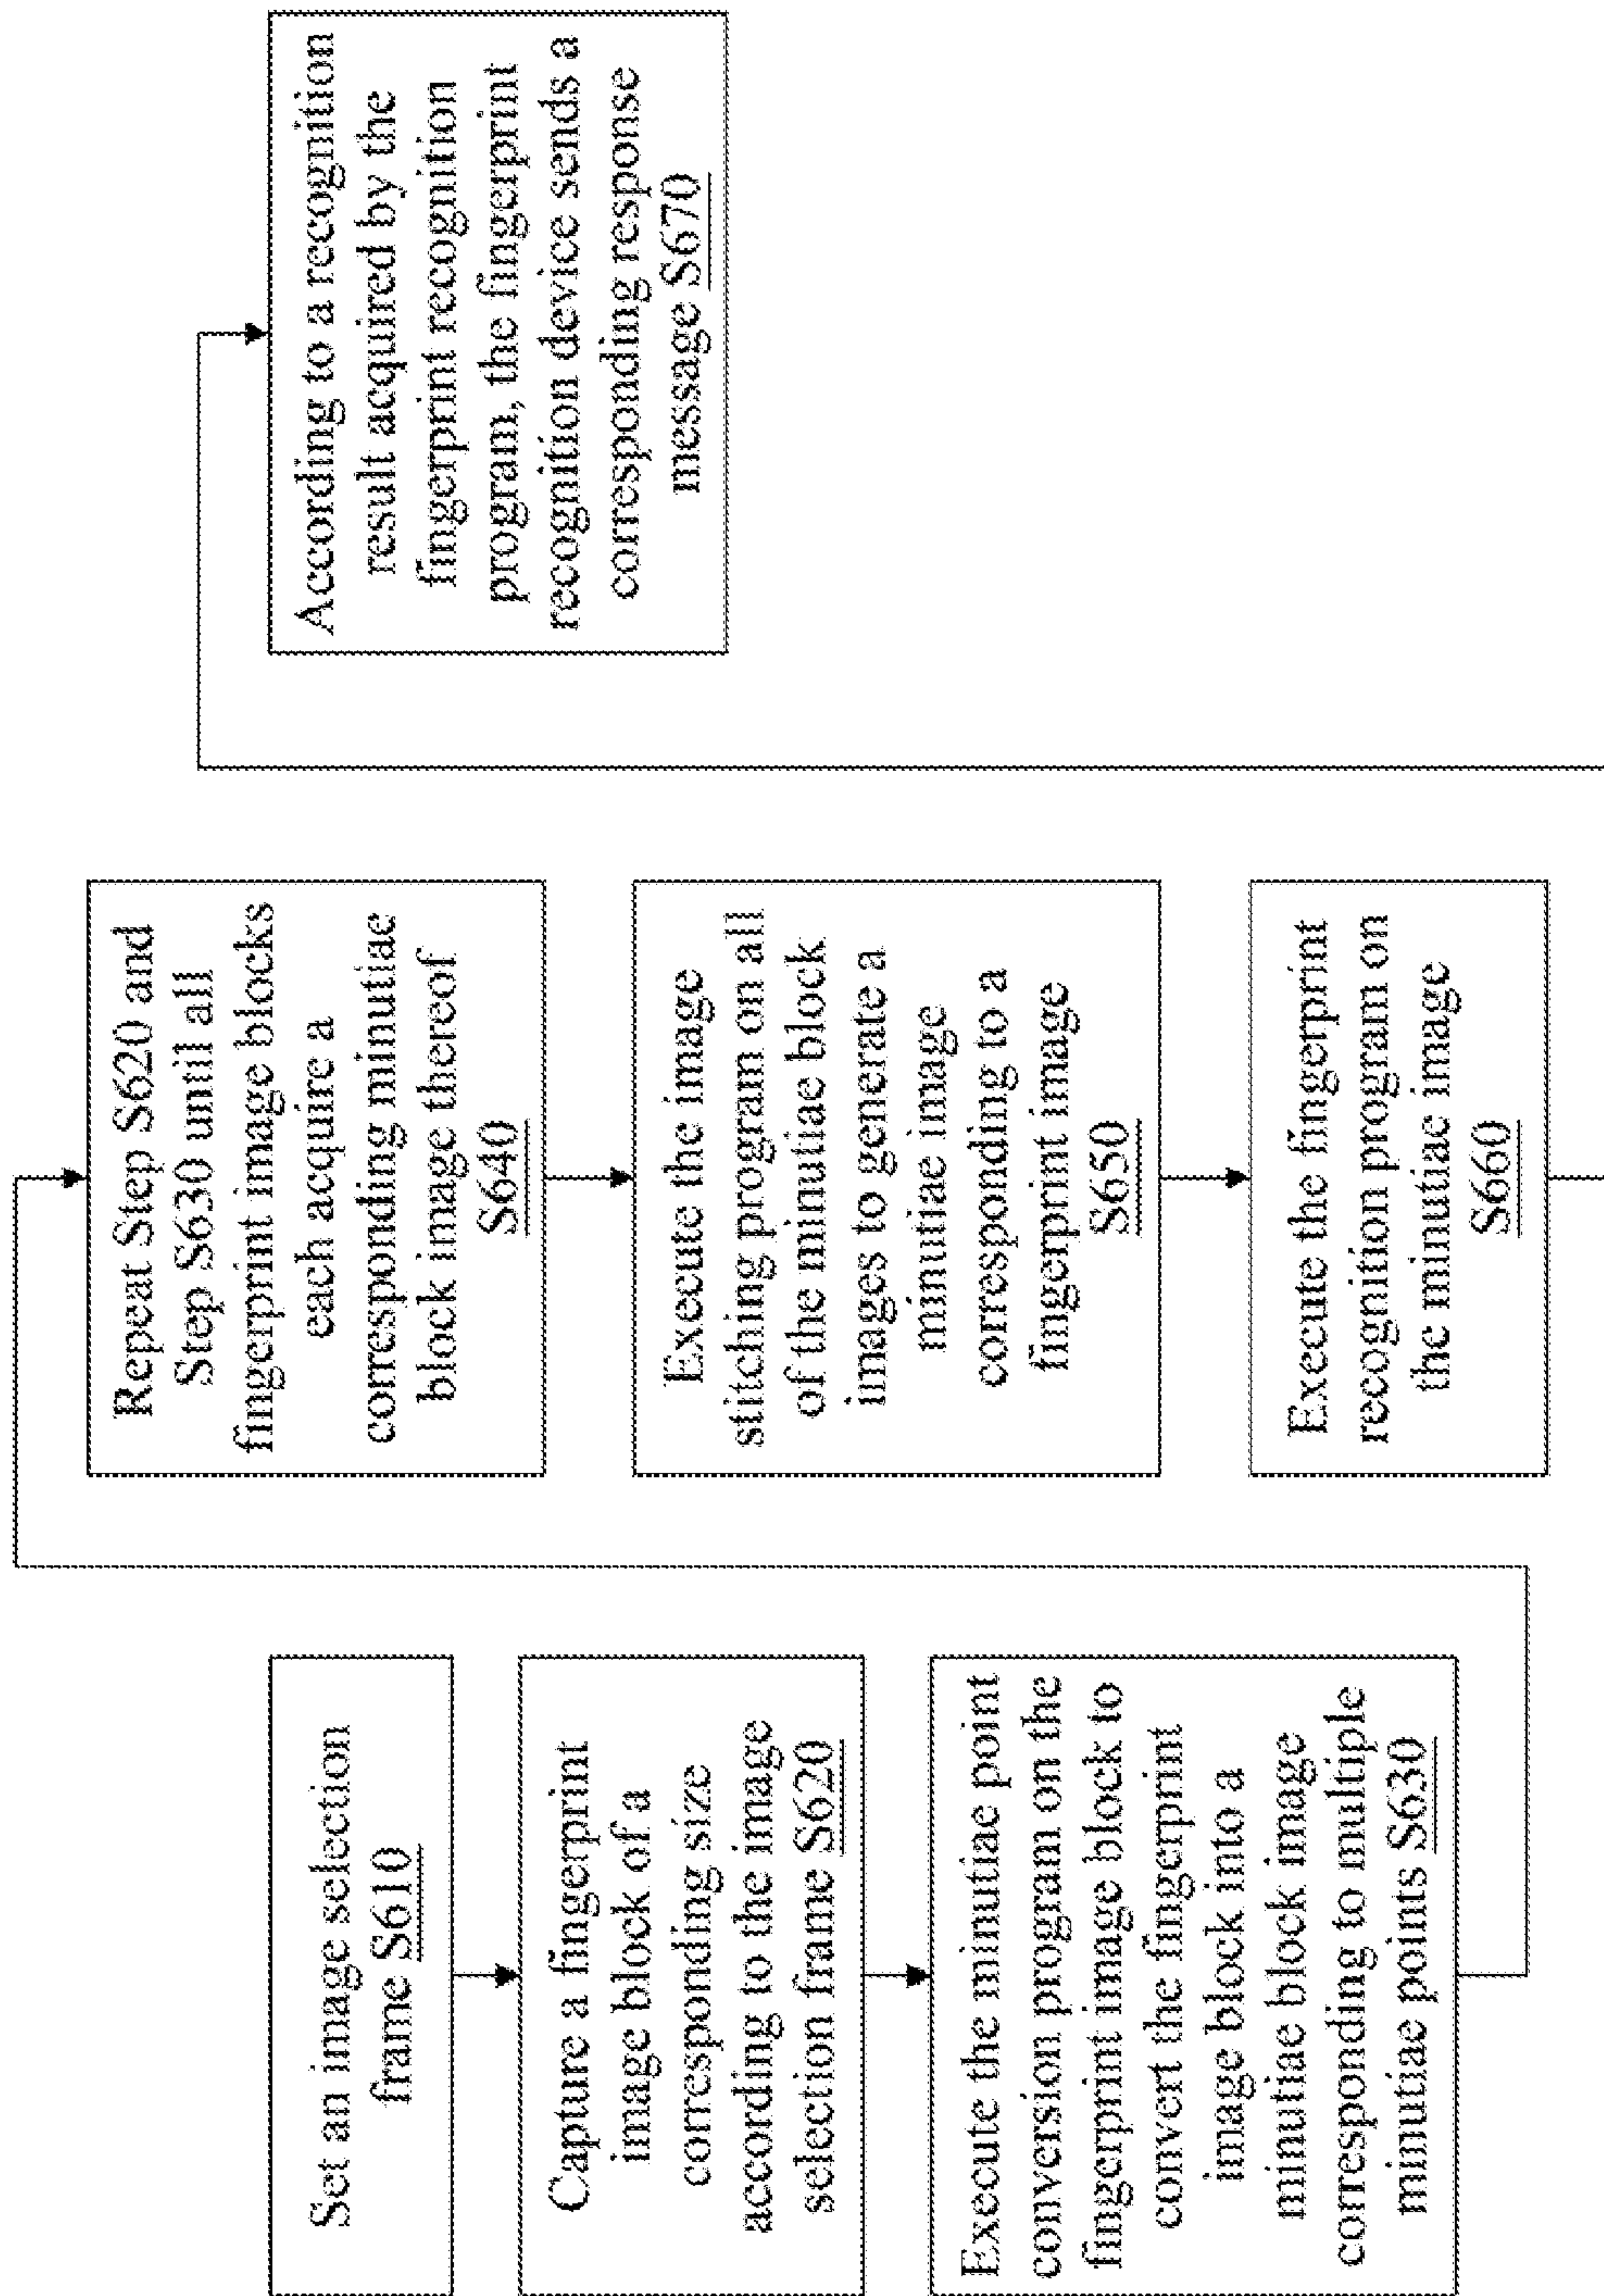 Set an image selection
frame S610
Capture a fingerprint
image block of a
corresponding size
according to the image
selection frame S620
Execute the minutiae point
conversion program on the
fingerprint image block to
convert the fingerprint
image block into a
minutiae block image
corresponding to multiple
minutiae points S630
Repeat Step S620 and
Step S630 until all
fingerprint image blocks
each acquire a
corresponding minutiae
block image thereof
S640
Execute the image
stitching program on all
of the minutiae block
images to generate a
minutiae image
corresponding to a
fingerprint image
S650
Execute the fingerprint
recognition program on
the minutiae image
S660
According to a recognition
result acquired by the
fingerprint recognition
program, the fingerprint
recognition device sends a
corresponding response
message S670